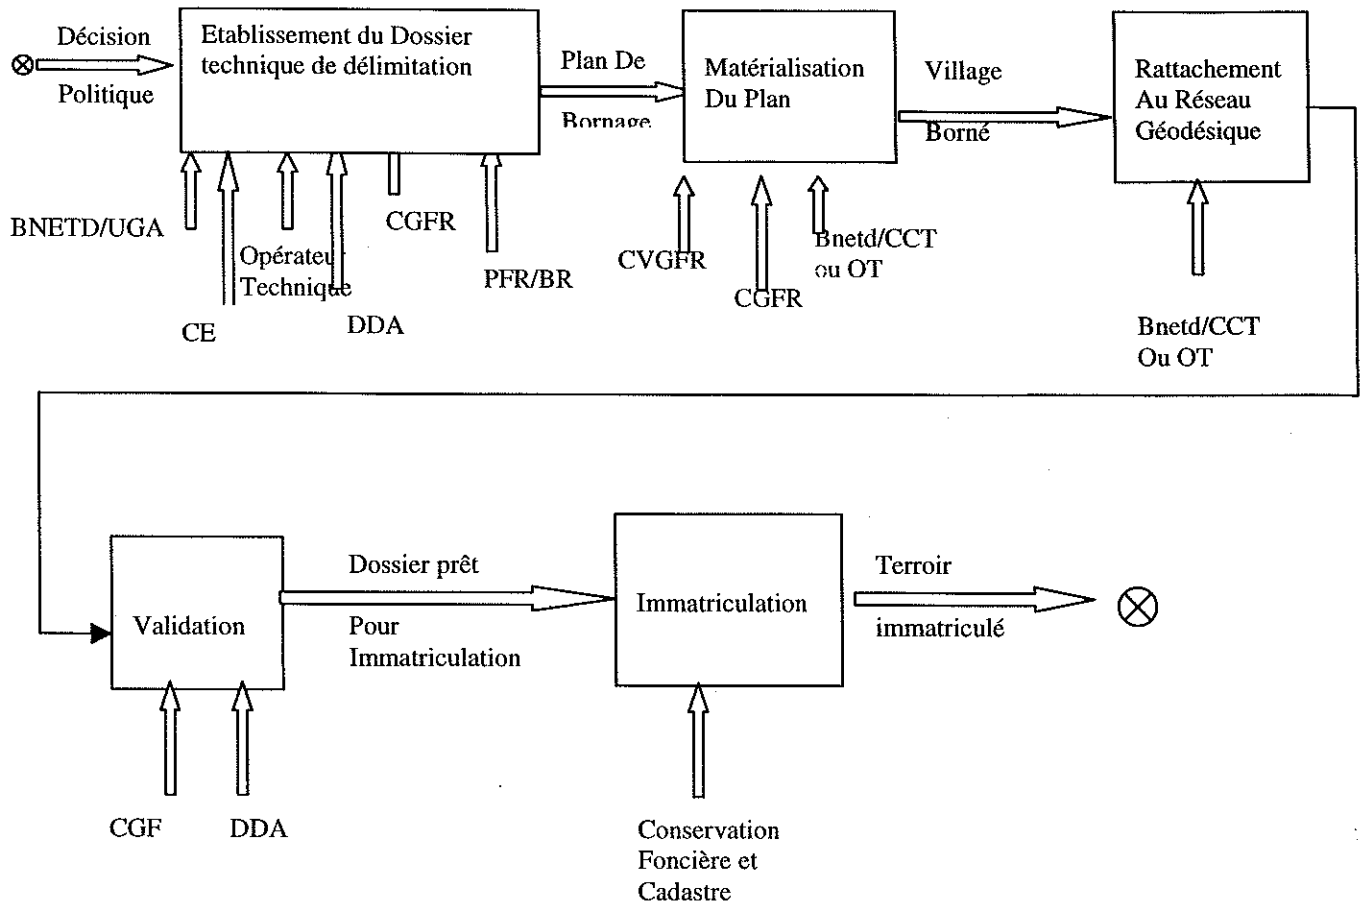 Décision
Politique
Etablissement du Dossier
technique de délimitation
Plan De
Bornage
Matérialisation
Du Plan
Village
Borné
Rattachement
Au Réseau
Géodésique
BNETD/UGA
CE
Opérateur
Technique
DDA
CGFR
PFR/BR
CVGFR
CGFR
Bnetd/CCT
ou OT
Bnetd/CCT
Ou OT
Validation
Dossier prêt
Pour
Immatriculation
Immatriculation
Terroir
immatriculé
CGF
DDA
Conservation
Foncière et
Cadastre